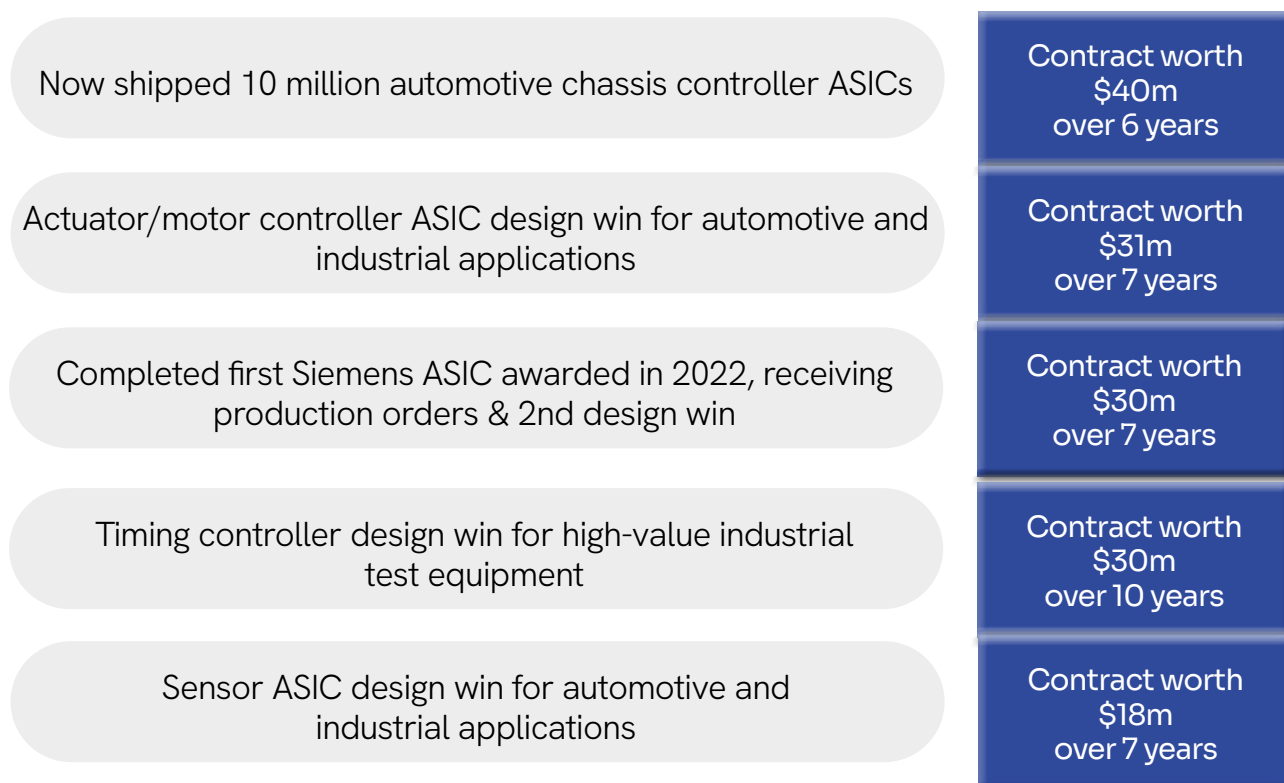 Now shipped 10 million automotive chassis controller ASICs
Contract worth
$40m
over 6 years
Actuator/motor controller ASIC design win for automotive and
industrial applications
Contract worth
$31m
over 7 years
Completed first Siemens ASIC awarded in 2022, receiving
production orders & 2nd design win
Contract worth
$30m
over 7 years
Timing controller design win for high-value industrial
test equipment
Contract worth
$30m
over 10 years
Sensor ASIC design win for automotive and
industrial applications
Contract worth
$18m
over 7 years